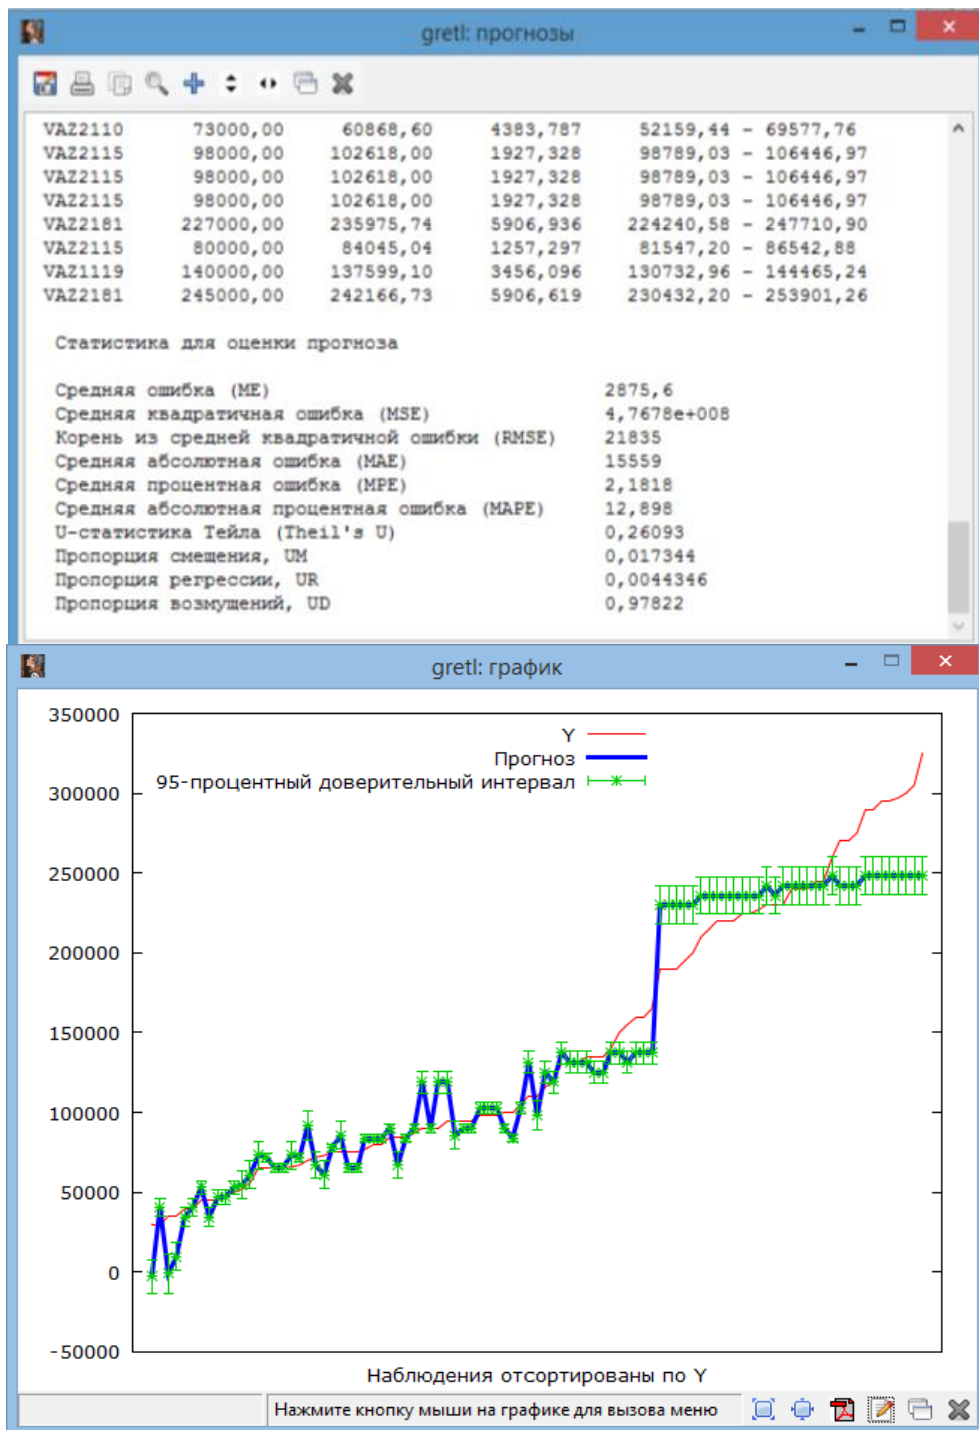 gretl: прогнозы
VAZ2110 73000,00 60868,60 4383,787 52159,44 - 69577,76
VAZ2115 98000,00 102618,00 1927,328 98789,03 - 106446,97
VAZ2115 98000,00 102618,00 1927,328 98789,03 - 106446,97
VAZ2115 98000,00 102618,00 1927,328 98789,03 - 106446,97
VAZ2181 227000,00 235975,74 5906,936 224240,58 - 247710,90
VAZ2115 80000,00 84045,04 1257,297 81547,20 - 86542,88
VAZ1119 140000,00 137599,10 3456,096 130732,96 - 144465,24
VAZ2181 245000,00 242166,73 5906,619 230432,20 - 253901,26
Статистика для оценки прогноза
Средняя ошибка (ME) 2875,6
Средняя квадратичная ошибка (MSE) 4,7678e+008
Корень из средней квадратичной ошибки (RMSE) 21835
Средняя абсолютная ошибка (MAE) 15559
Средняя процентная ошибка (MPE) 2,1818
Средняя абсолютная процентная ошибка (MAPE) 12,898
U-статистика Тейла (Theil's U) 0,26093
Пропорция смещения, UM 0,017344
Пропорция регрессии, UR 0,0044346
Пропорция возмущений, UD 0,97822
gretl: график
350000
Y
Прогноз
95-процентный доверительный интервал
300000
250000
200000
150000
100000
50000
0
-50000
Наблюдения отсортированы по Y
Нажмите кнопку мыши на графике для вызова меню